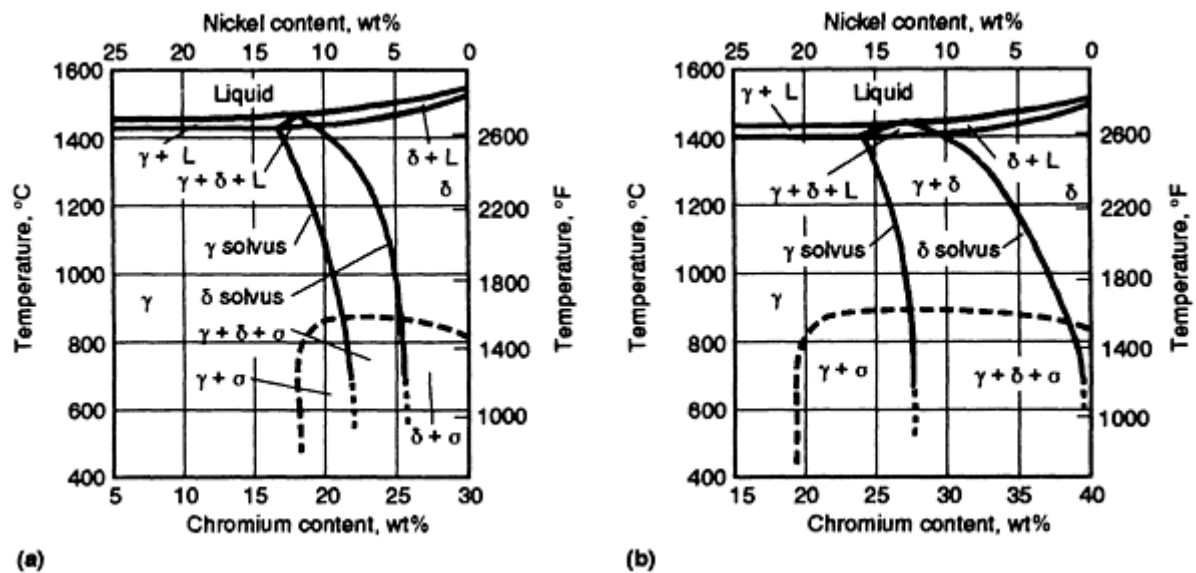 Nickel content, wt%
25 20 15 10 5 0
1600
1400
1200
1000
800
600
400
Temperature, °C
Liquid
γ + L
γ + δ + L
δ + L
δ
γ solvus
δ solvus
γ
γ + δ + σ
γ + σ
δ + σ
2600
2200
1800
1400
1000
Temperature, °F
5 10 15 20 25 30
Chromium content, wt%
(a)
Nickel content, wt%
25 20 15 10 5 0
1600
1400
1200
1000
800
600
400
Temperature, °C
γ + L
Liquid
γ + δ + L
γ + δ
δ + L
δ
γ solvus
δ solvus
γ
γ + σ
γ + δ + σ
2600
2200
1800
1400
1000
Temperature, °F
15 20 25 30 35 40
Chromium content, wt%
(b)